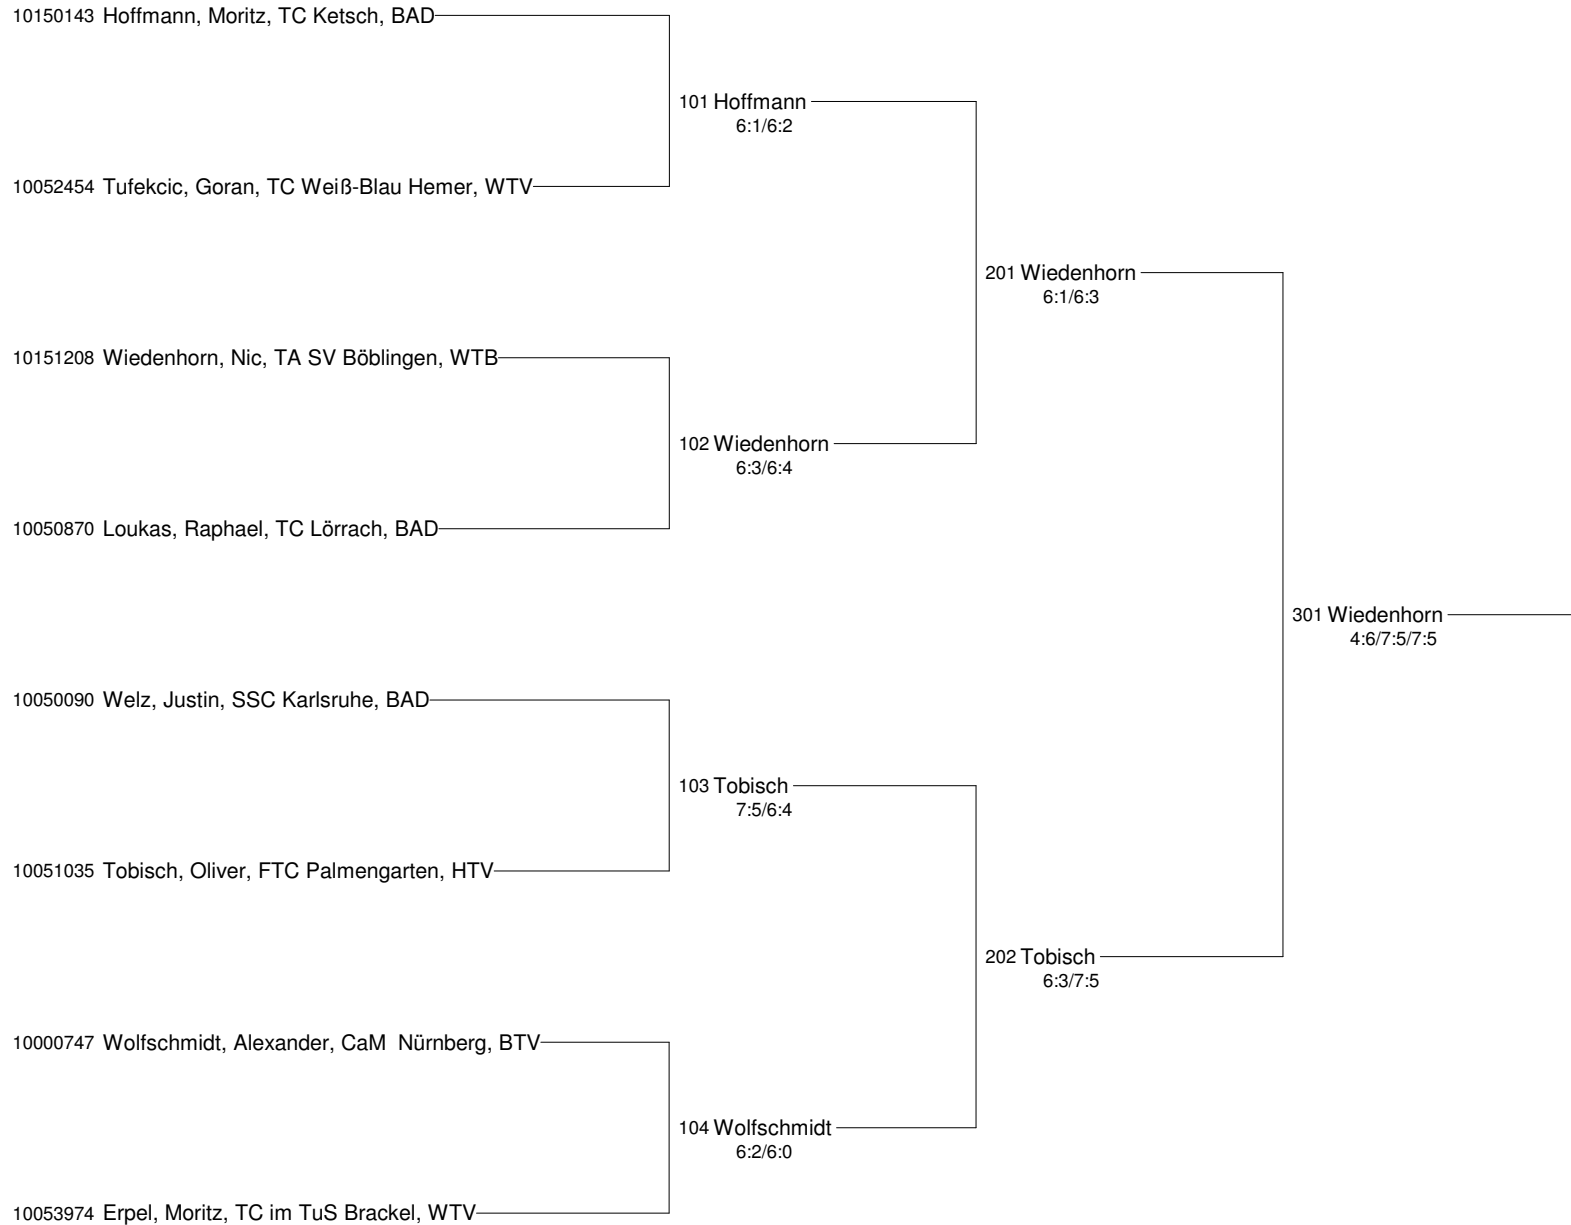 10150143 Hoffmann, Moritz, TC Ketsch, BAD
101 Hoffmann
6:1/6:2
10052454 Tufekcic, Goran, TC Weiß-Blau Hemer, WTV
201 Wiedenhorn
6:1/6:3
10151208 Wiedenhorn, Nic, TA SV Böblingen, WTB
102 Wiedenhorn
6:3/6:4
10050870 Loukas, Raphael, TC Lörrach, BAD
301 Wiedenhorn
4:6/7:5/7:5
10050090 Welz, Justin, SSC Karlsruhe, BAD
103 Tobisch
7:5/6:4
10051035 Tobisch, Oliver, FTC Palmengarten, HTV
202 Tobisch
6:3/7:5
10000747 Wolfschmidt, Alexander, CaM  Nürnberg, BTV
104 Wolfschmidt
6:2/6:0
10053974 Erpel, Moritz, TC im TuS Brackel, WTV